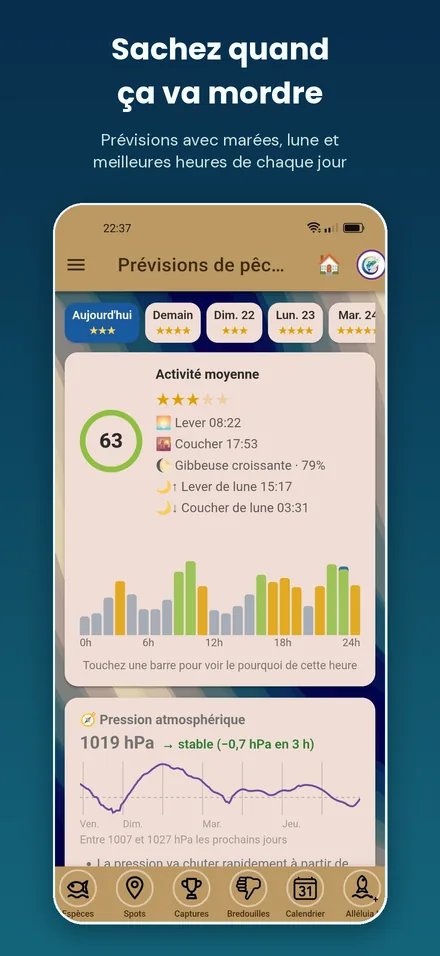 Sachez quand
ça va mordre
Prévisions avec marées, lune et
meilleures heures de chaque jour
22:37
Prévisions de pêc...
Aujourd'hui
★★★
Demain
★★★★
Dim. 22
★★★
Lun. 23
★★★★
Mar. 24
★★★★★
Activité moyenne
63
★★★★★
Lever 08:22
Coucher 17:53
Gibbeuse croissante · 79%
↑ Lever de lune 15:17
↓ Coucher de lune 03:31
0h 6h 12h 18h 24h
Touchez une barre pour voir le pourquoi de cette heure
Pression atmosphérique
1019 hPa → stable (−0,7 hPa en 3 h)
Ven. Dim. Mar. Jeu.
Entre 1007 et 1027 hPa les prochains jours
• La pression va chuter rapidement à partir de
31
Espèces Spots Captures Bredouilles Calendrier Alléluia